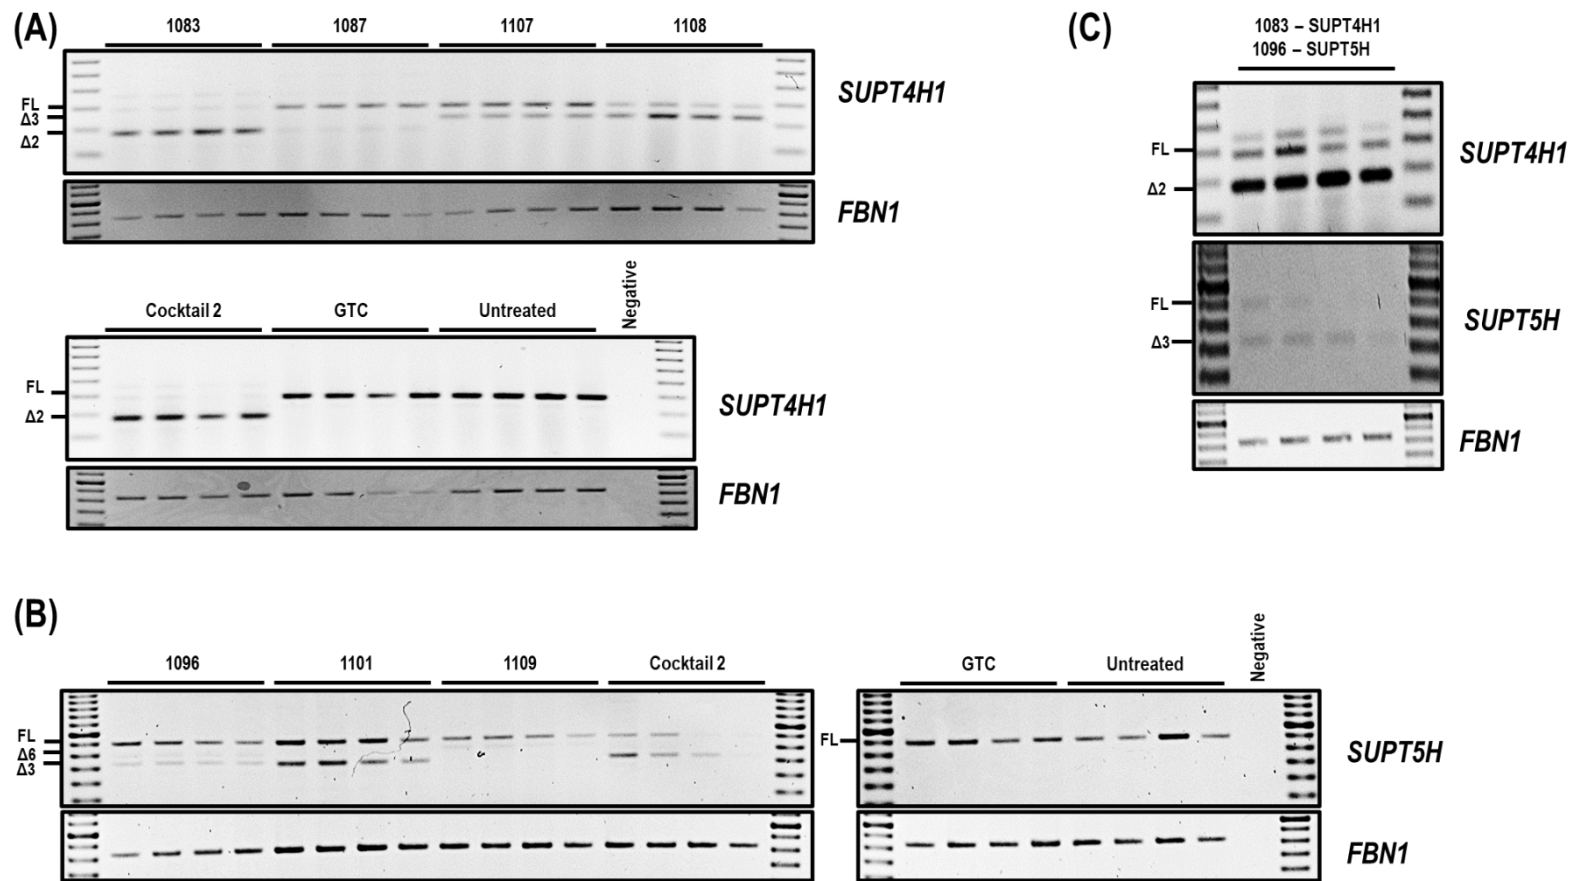 (A)
1083 1087 1107 1108
FL
Δ3
Δ2
SUPT4H1
FBN1
Cocktail 2 GTC Untreated Negative
FL
Δ2
SUPT4H1
FBN1
(C)
1083 – SUPT4H1
1096 – SUPT5H
FL
Δ2
SUPT4H1
FL
Δ3
SUPT5H
FBN1
(B)
1096 1101 1109 Cocktail 2 GTC Untreated Negative
FL
Δ6
Δ3
FL
SUPT5H
FBN1